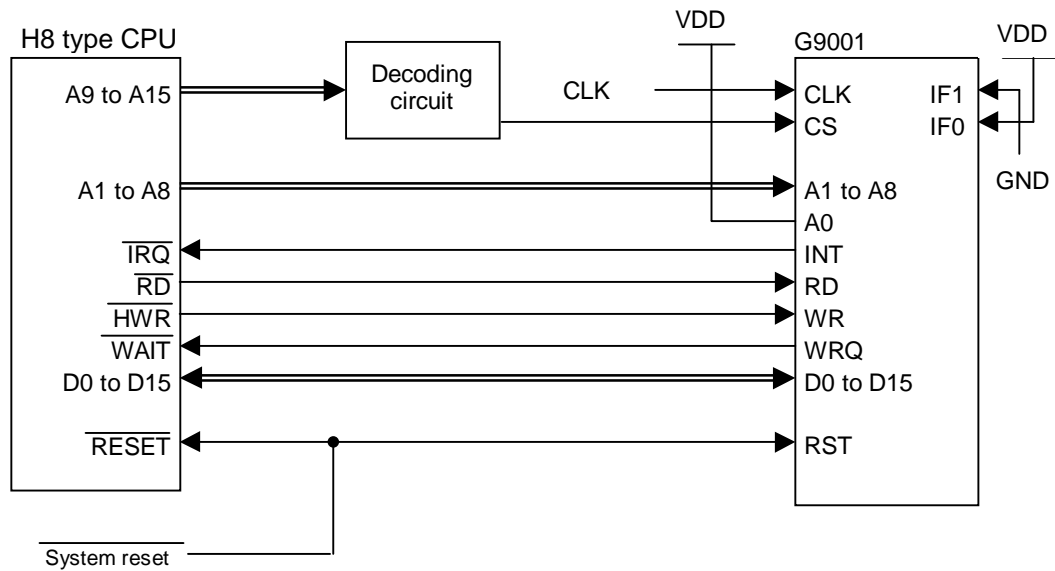 H8 type CPU
A9 to A15
A1 to A8
IRQ
RD
HWR
WAIT
D0 to D15
RESET
System reset
Decoding
circuit
CLK
VDD
G9001
CLK
CS
A1 to A8
A0
INT
RD
WR
WRQ
D0 to D15
RST
IF1
IF0
VDD
GND